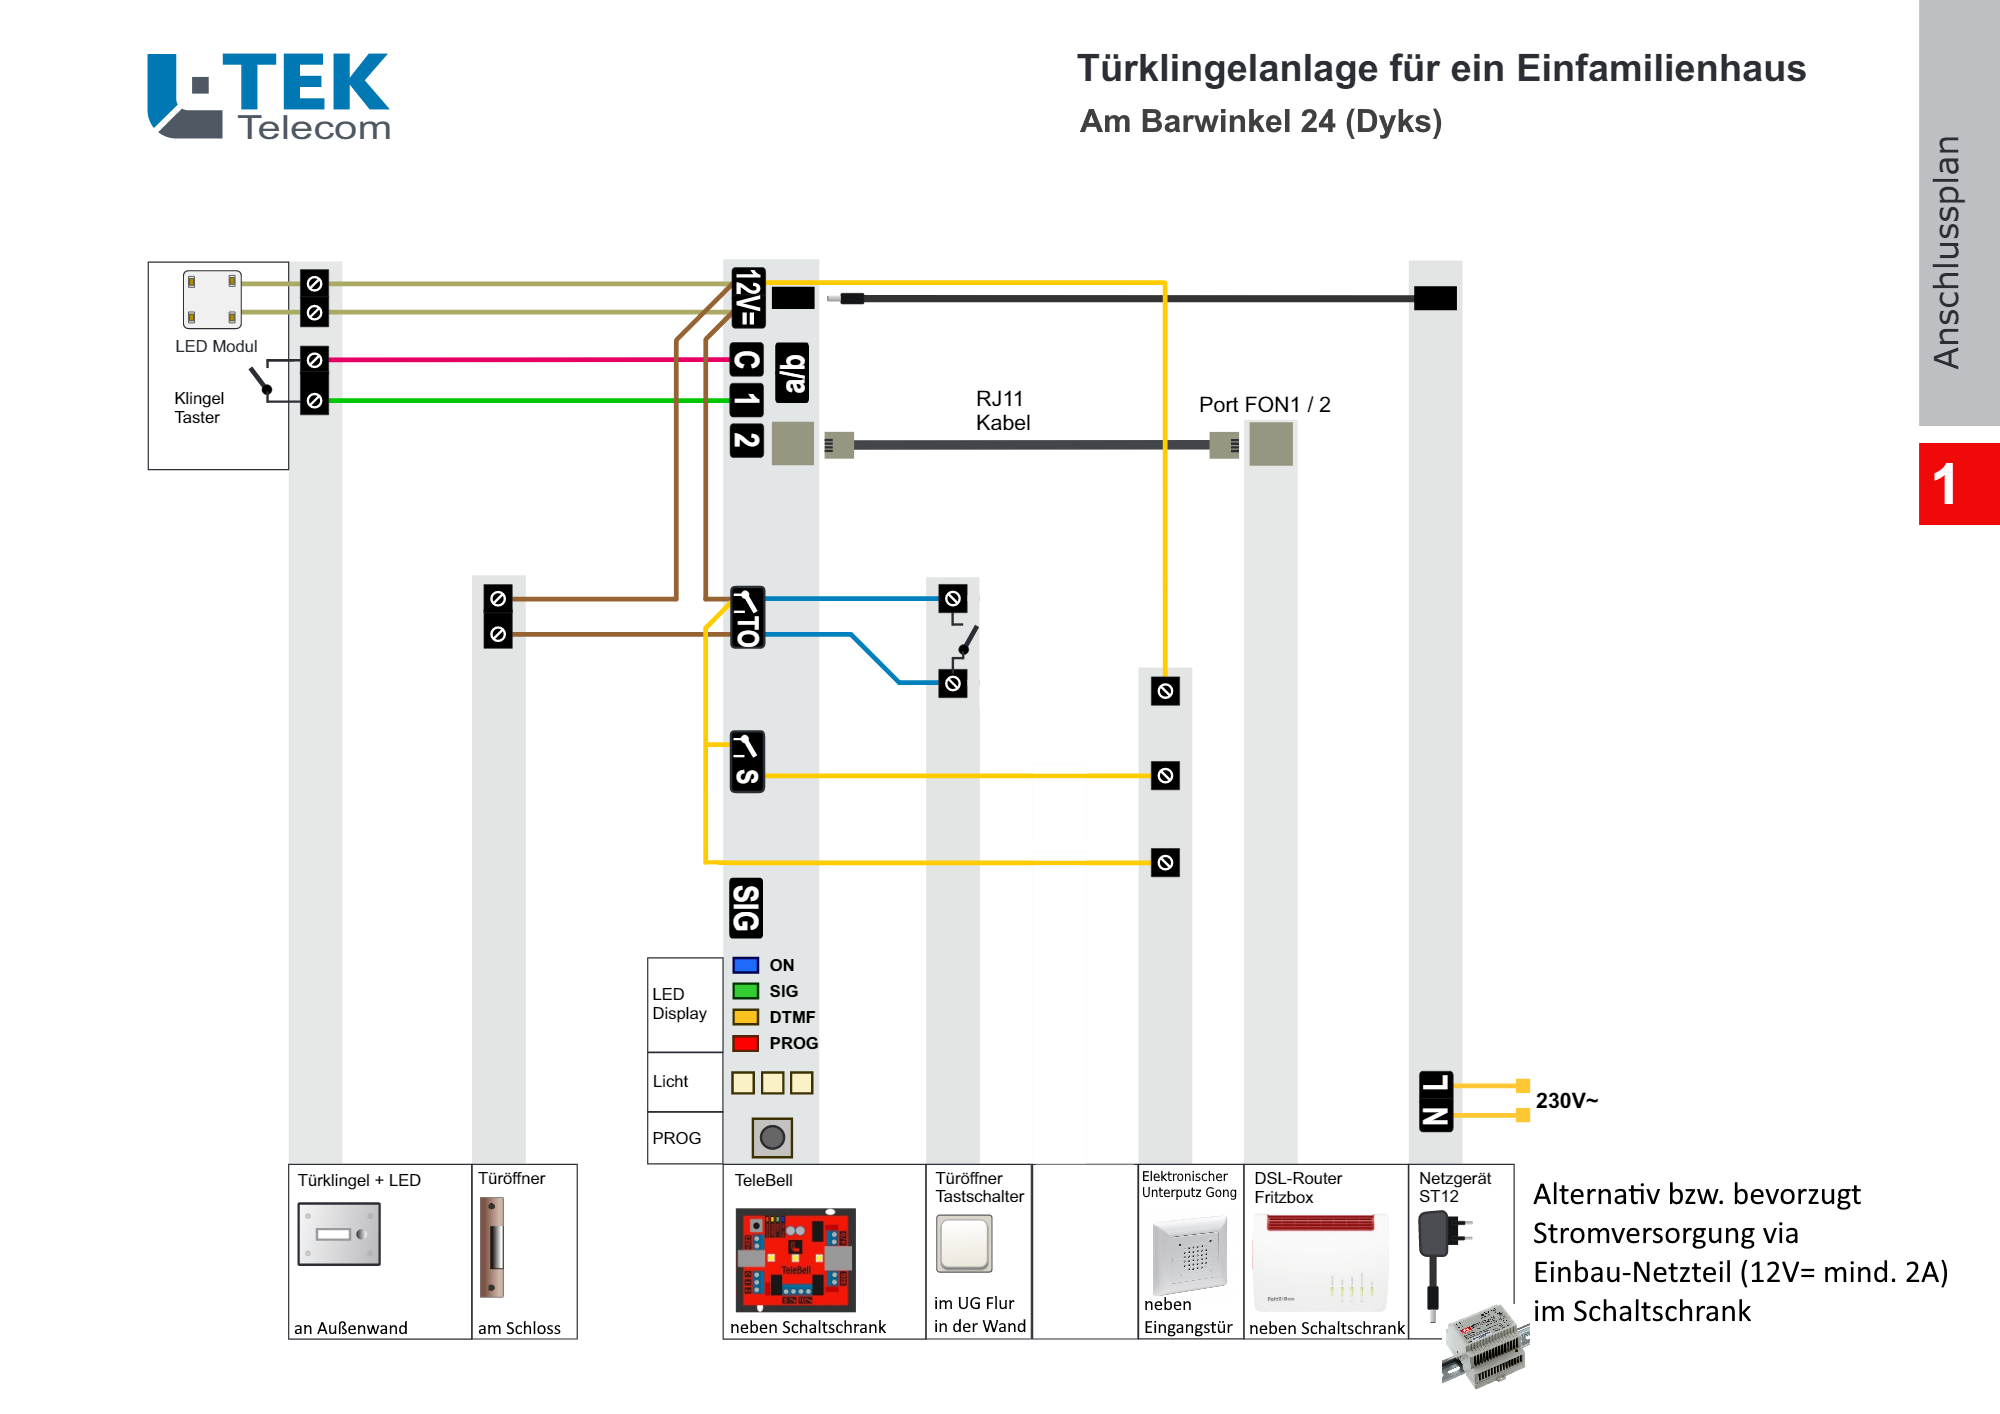 TEK
Telecom
Türklingelanlage für ein Einfamilienhaus
Am Barwinkel 24 (Dyks)
Anschlussplan
1
LED Modul
Klingel
Taster
12V=
C
1
2
a/b
RJ11
Kabel
Port FON1 / 2
TO
S
SIG
LED
Display
ON
SIG
DTMF
PROG
Licht
PROG
L
N
230V~
Türklingel + LED
an Außenwand
Türöffner
am Schloss
TeleBell
TeleBell
neben Schaltschrank
Türöffner
Tastschalter
im UG Flur
in der Wand
Elektronischer
Unterputz Gong
neben
Eingangstür
DSL-Router
Fritzbox
neben Schaltschrank
Netzgerät
ST12
Alternativ bzw. bevorzugt
Stromversorgung via
Einbau-Netzteil (12V= mind. 2A)
im Schaltschrank